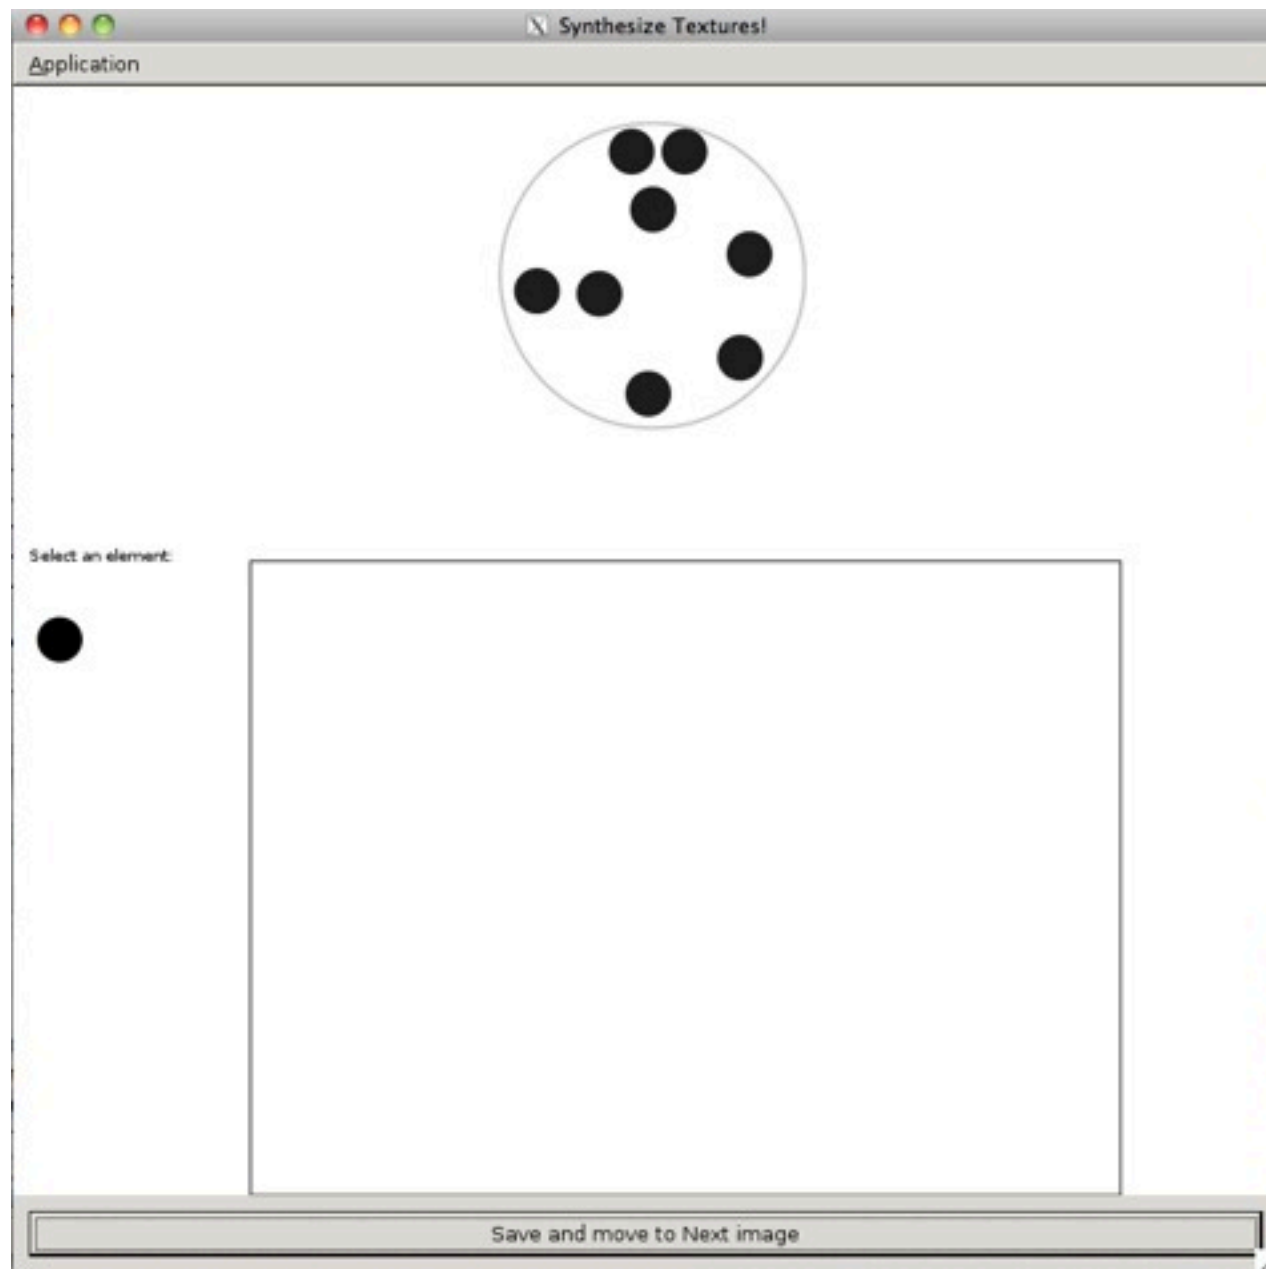 Synthesize Textures!
Application
Select an element:
Save and move to Next image